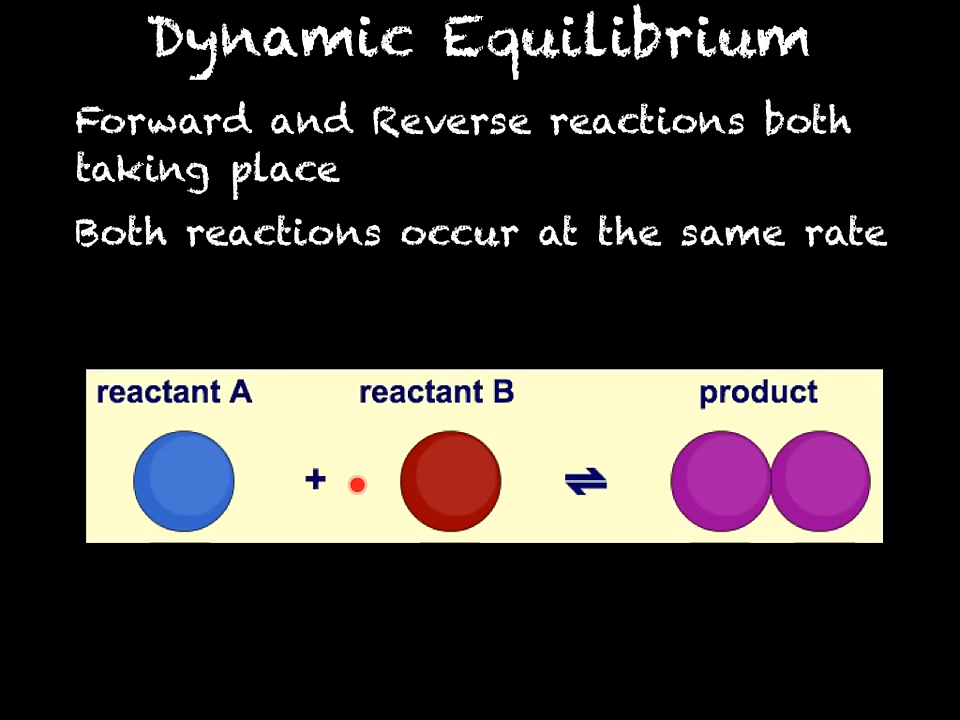 Dynamic Equilibrium
Forward and Reverse reactions both
taking place
Both reactions occur at the same rate
reactant A reactant B product
+ ⇌